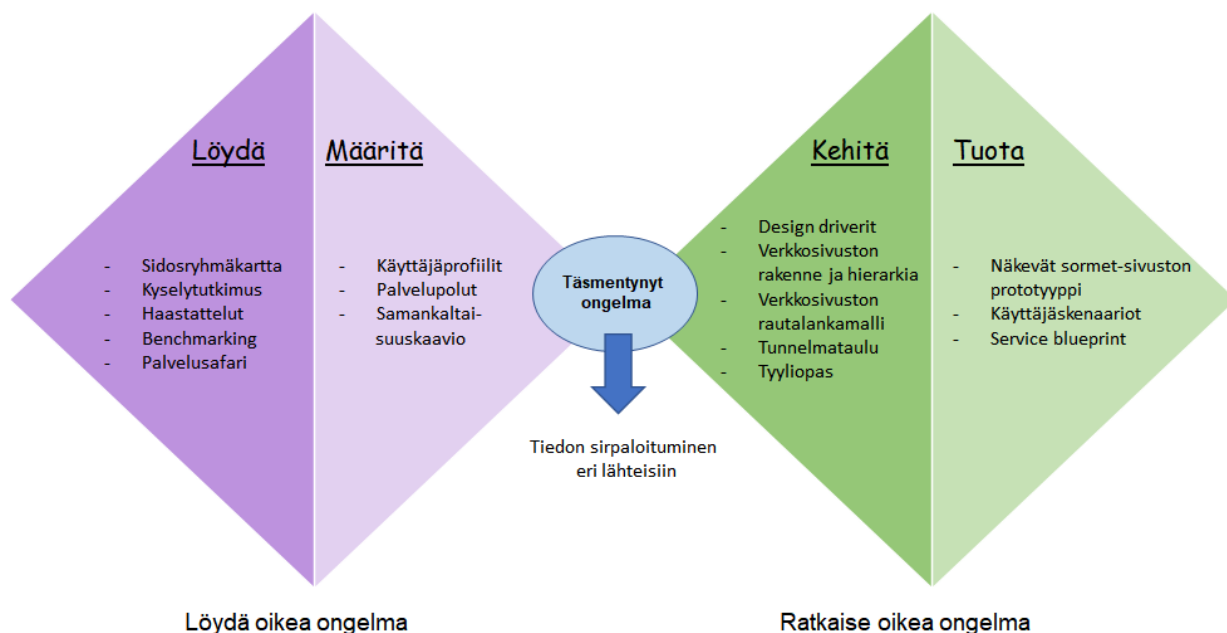 Löydä
- Sidosryhmäkartta
- Kyselytutkimus
- Haastattelut
- Benchmarking
- Palvelusafari
Määritä
- Käyttäjäprofiilit
- Palvelupolut
- Samankaltai-
suuskaavio
Täsmentynyt
ongelma
Tiedon sirpaloituminen
eri lähteisiin
Kehitä
- Design driverit
- Verkkosivuston
rakenne ja hierarkia
- Verkkosivuston
rautalankamalli
- Tunnelmataulu
- Tyyliopas
Tuota
- Näkevät sormet-sivuston
prototyyppi
- Käyttäjäskenaariot
- Service blueprint
Löydä oikea ongelma
Ratkaise oikea ongelma